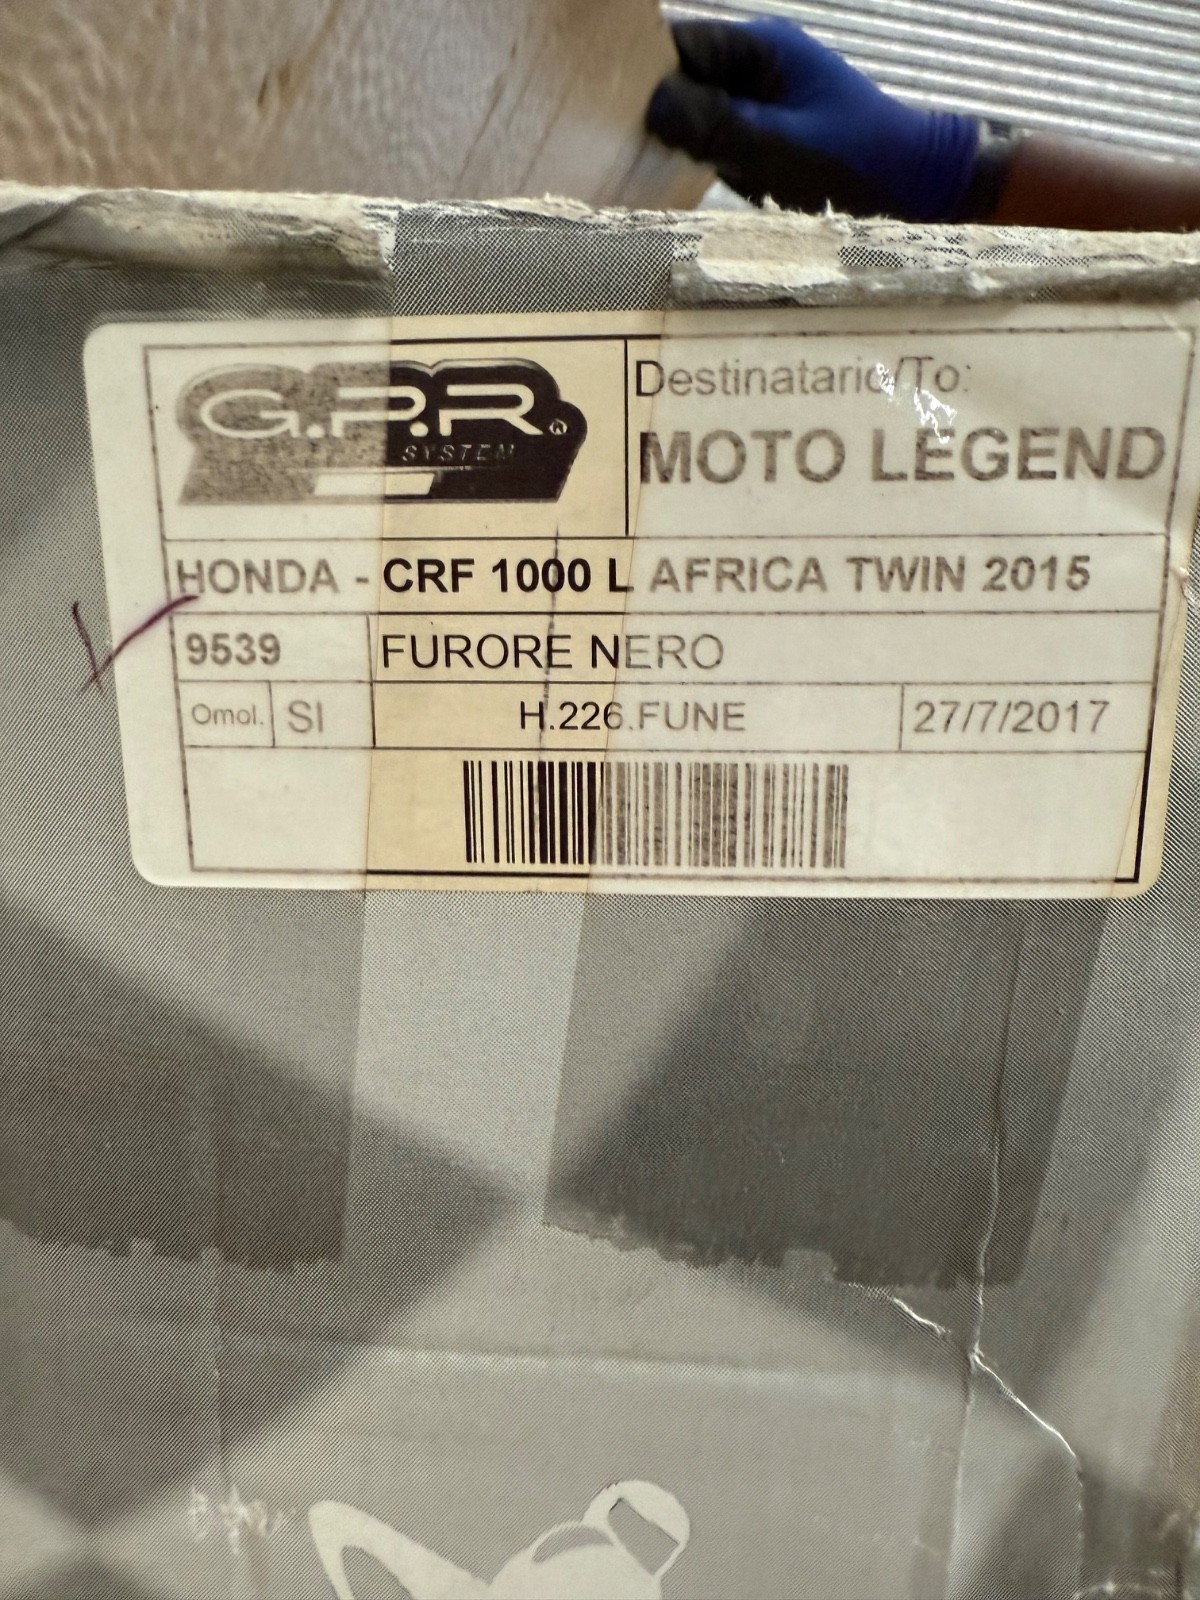 G.P.R.®
SYSTEM
Destinatario/To:
MOTO LEGEND
HONDA - CRF 1000 L AFRICA TWIN 2015
9539 FURORE NERO
Omol. SI H.226.FUNE 27/7/2017